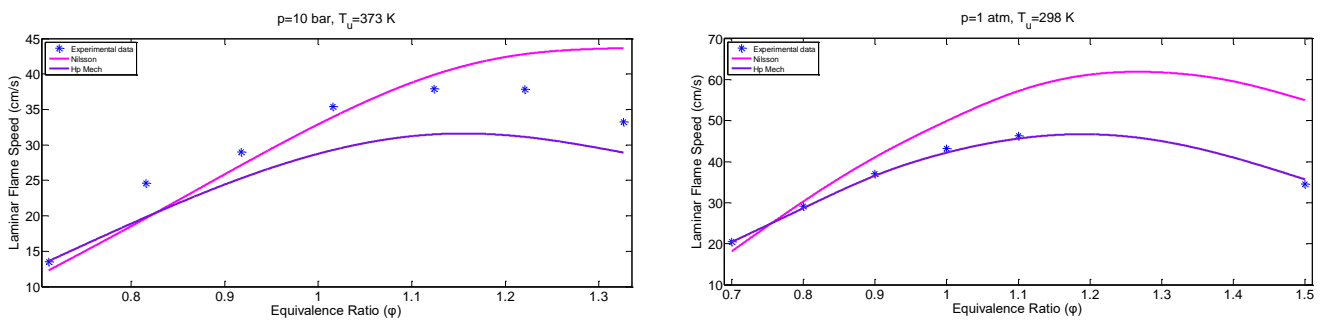 p=10 bar, T_u=373 K
45
40
35
30
25
20
15
10
Laminar Flame Speed (cm/s)
Experimental data
Nilsson
Hp Mech
0.8
0.9
1
1.1
1.2
1.3
Equivalence Ratio (φ)
p=1 atm, T_u=298 K
70
60
50
40
30
20
10
Laminar Flame Speed (cm/s)
Experimental data
Nilsson
Hp Mech
0.7
0.8
0.9
1
1.1
1.2
1.3
1.4
1.5
Equivalence Ratio (φ)